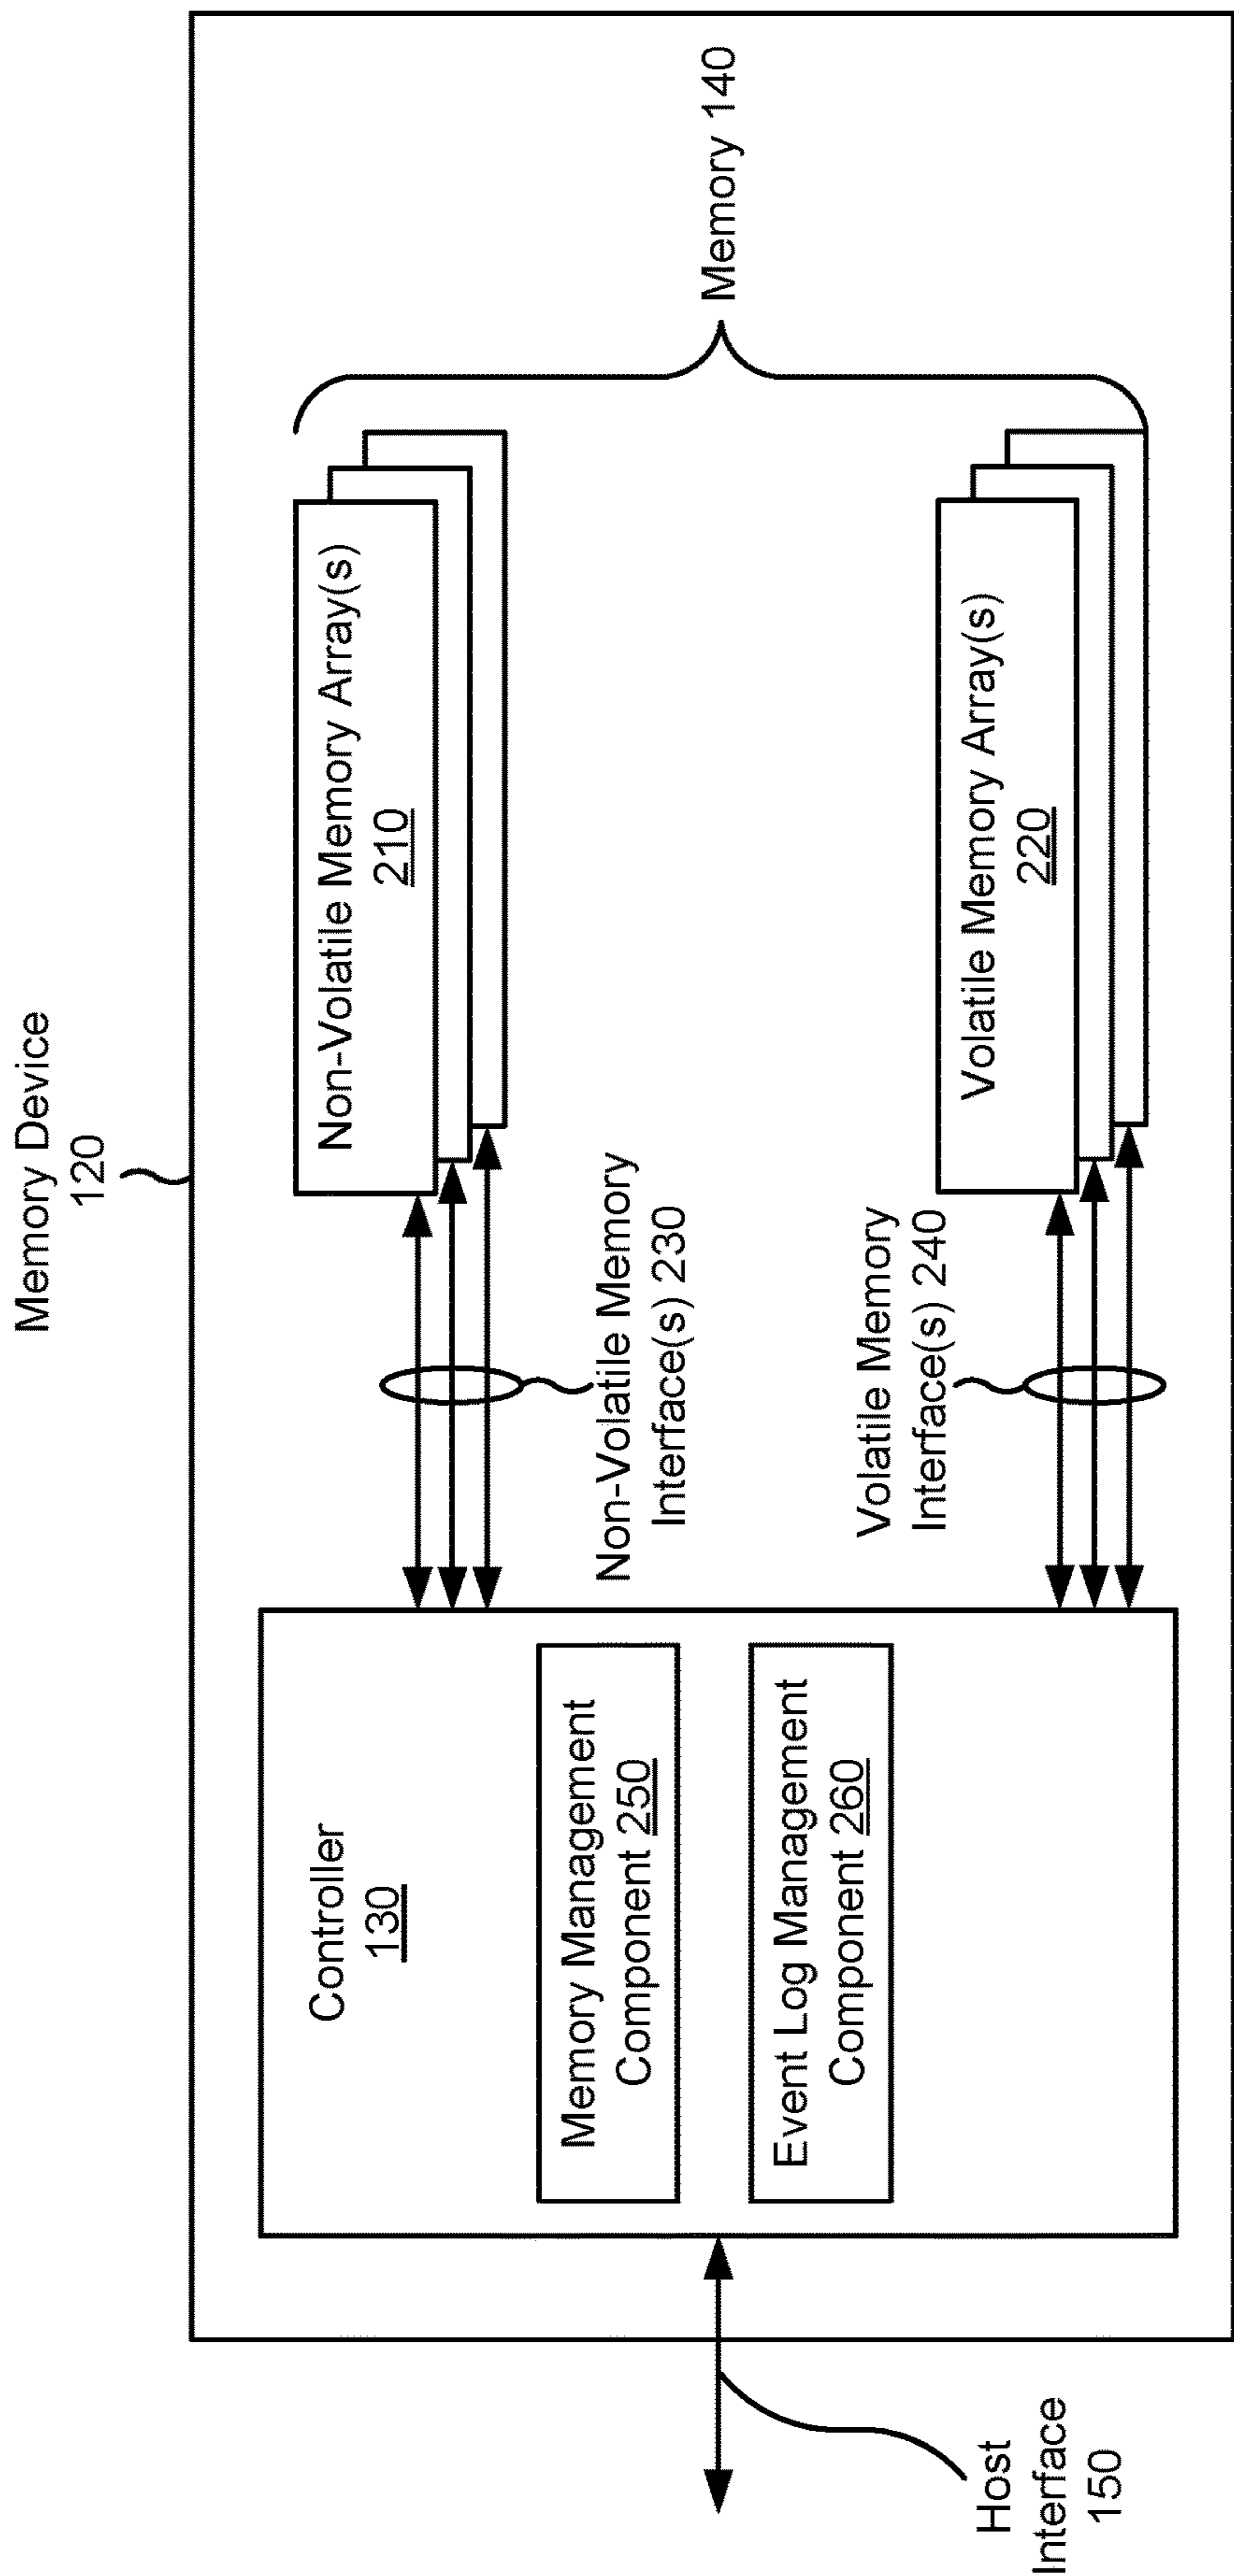 Memory Device
120
Controller
130
Memory Management
Component 250
Event Log Management
Component 260
Host
Interface
150
Non-Volatile Memory
Interface(s) 230
Volatile Memory
Interface(s) 240
Non-Volatile Memory Array(s)
210
Volatile Memory Array(s)
220
Memory 140